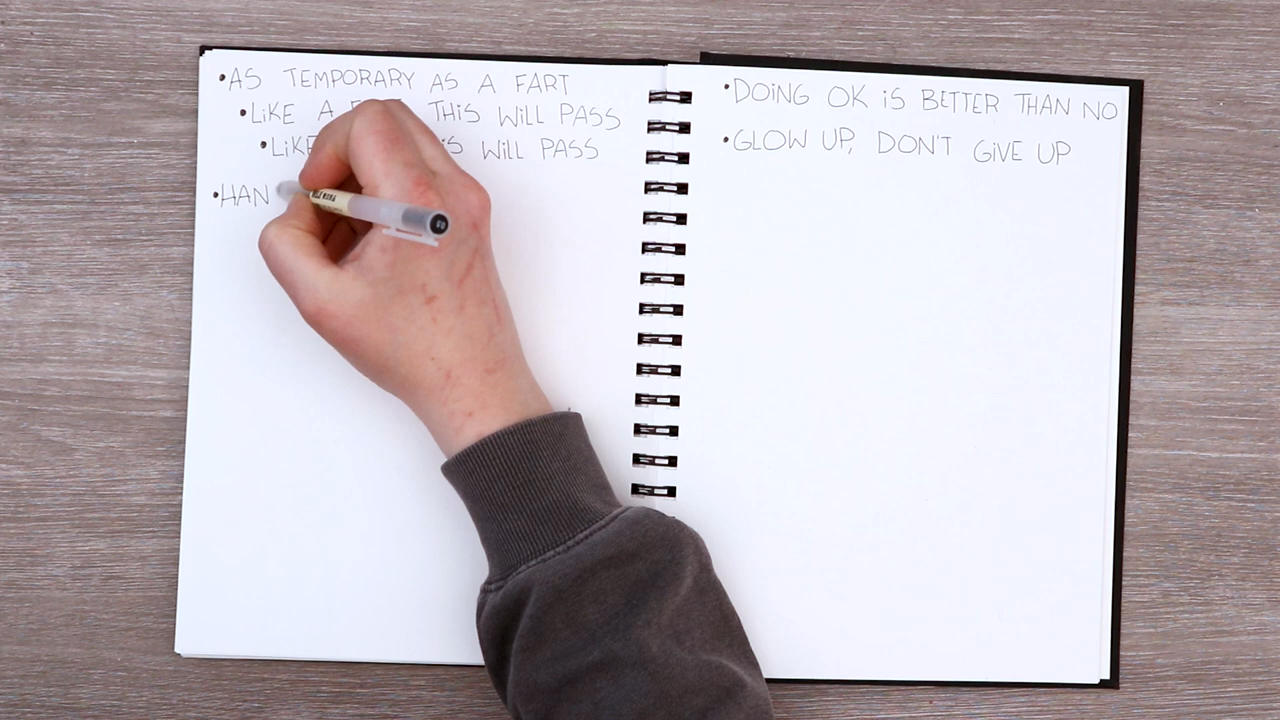 •AS TEMPORARY AS A FART
•LIKE A THIS WILL PASS
•LIKE WILL PASS
•HAN
•DOING OK IS BETTER THAN NO
•GLOW UP, DON'T GIVE UP